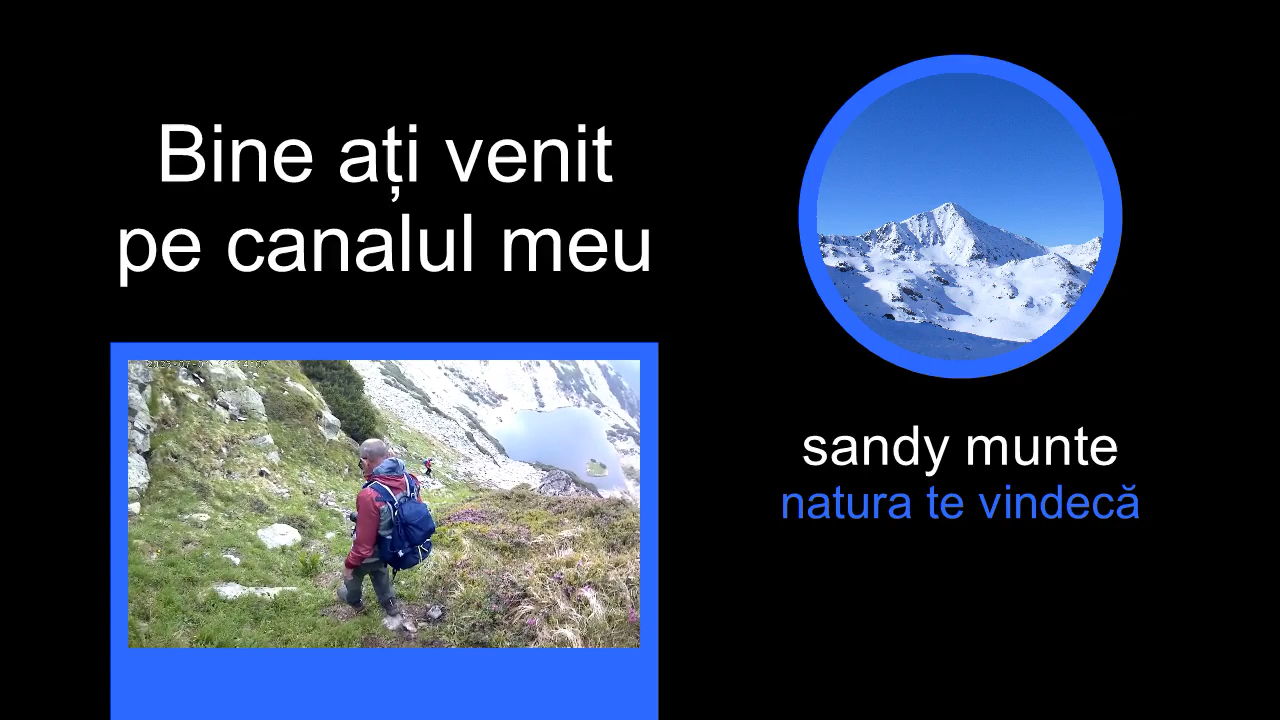 Bine ați venit
pe canalul meu
sandy munte
natura te vindecă